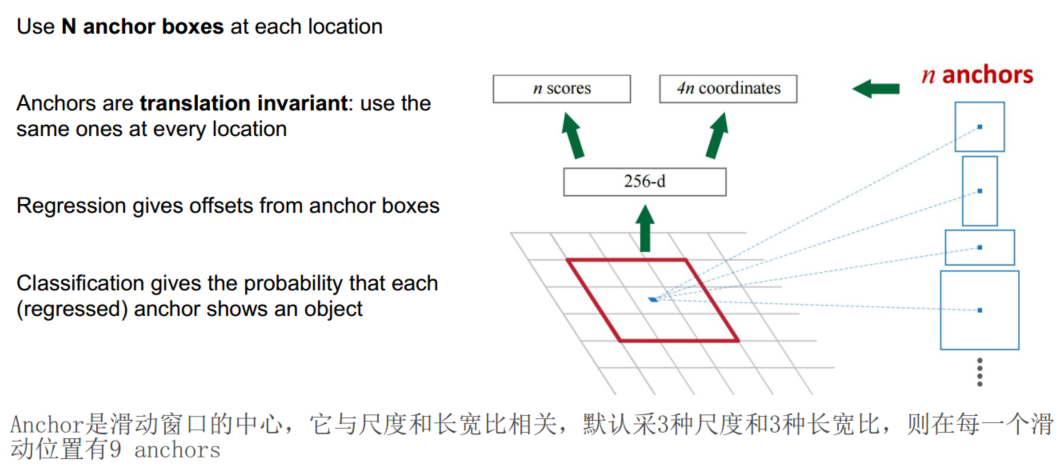 Use N anchor boxes at each location
Anchors are translation invariant: use the
same ones at every location
Regression gives offsets from anchor boxes
Classification gives the probability that each
(regressed) anchor shows an object
n anchors
n scores
4n coordinates
256-d
Anchor是滑动窗口的中心，它与尺度和长宽比相关，默认采3种尺度和3种长宽比，则在每一个滑
动位置有9 anchors